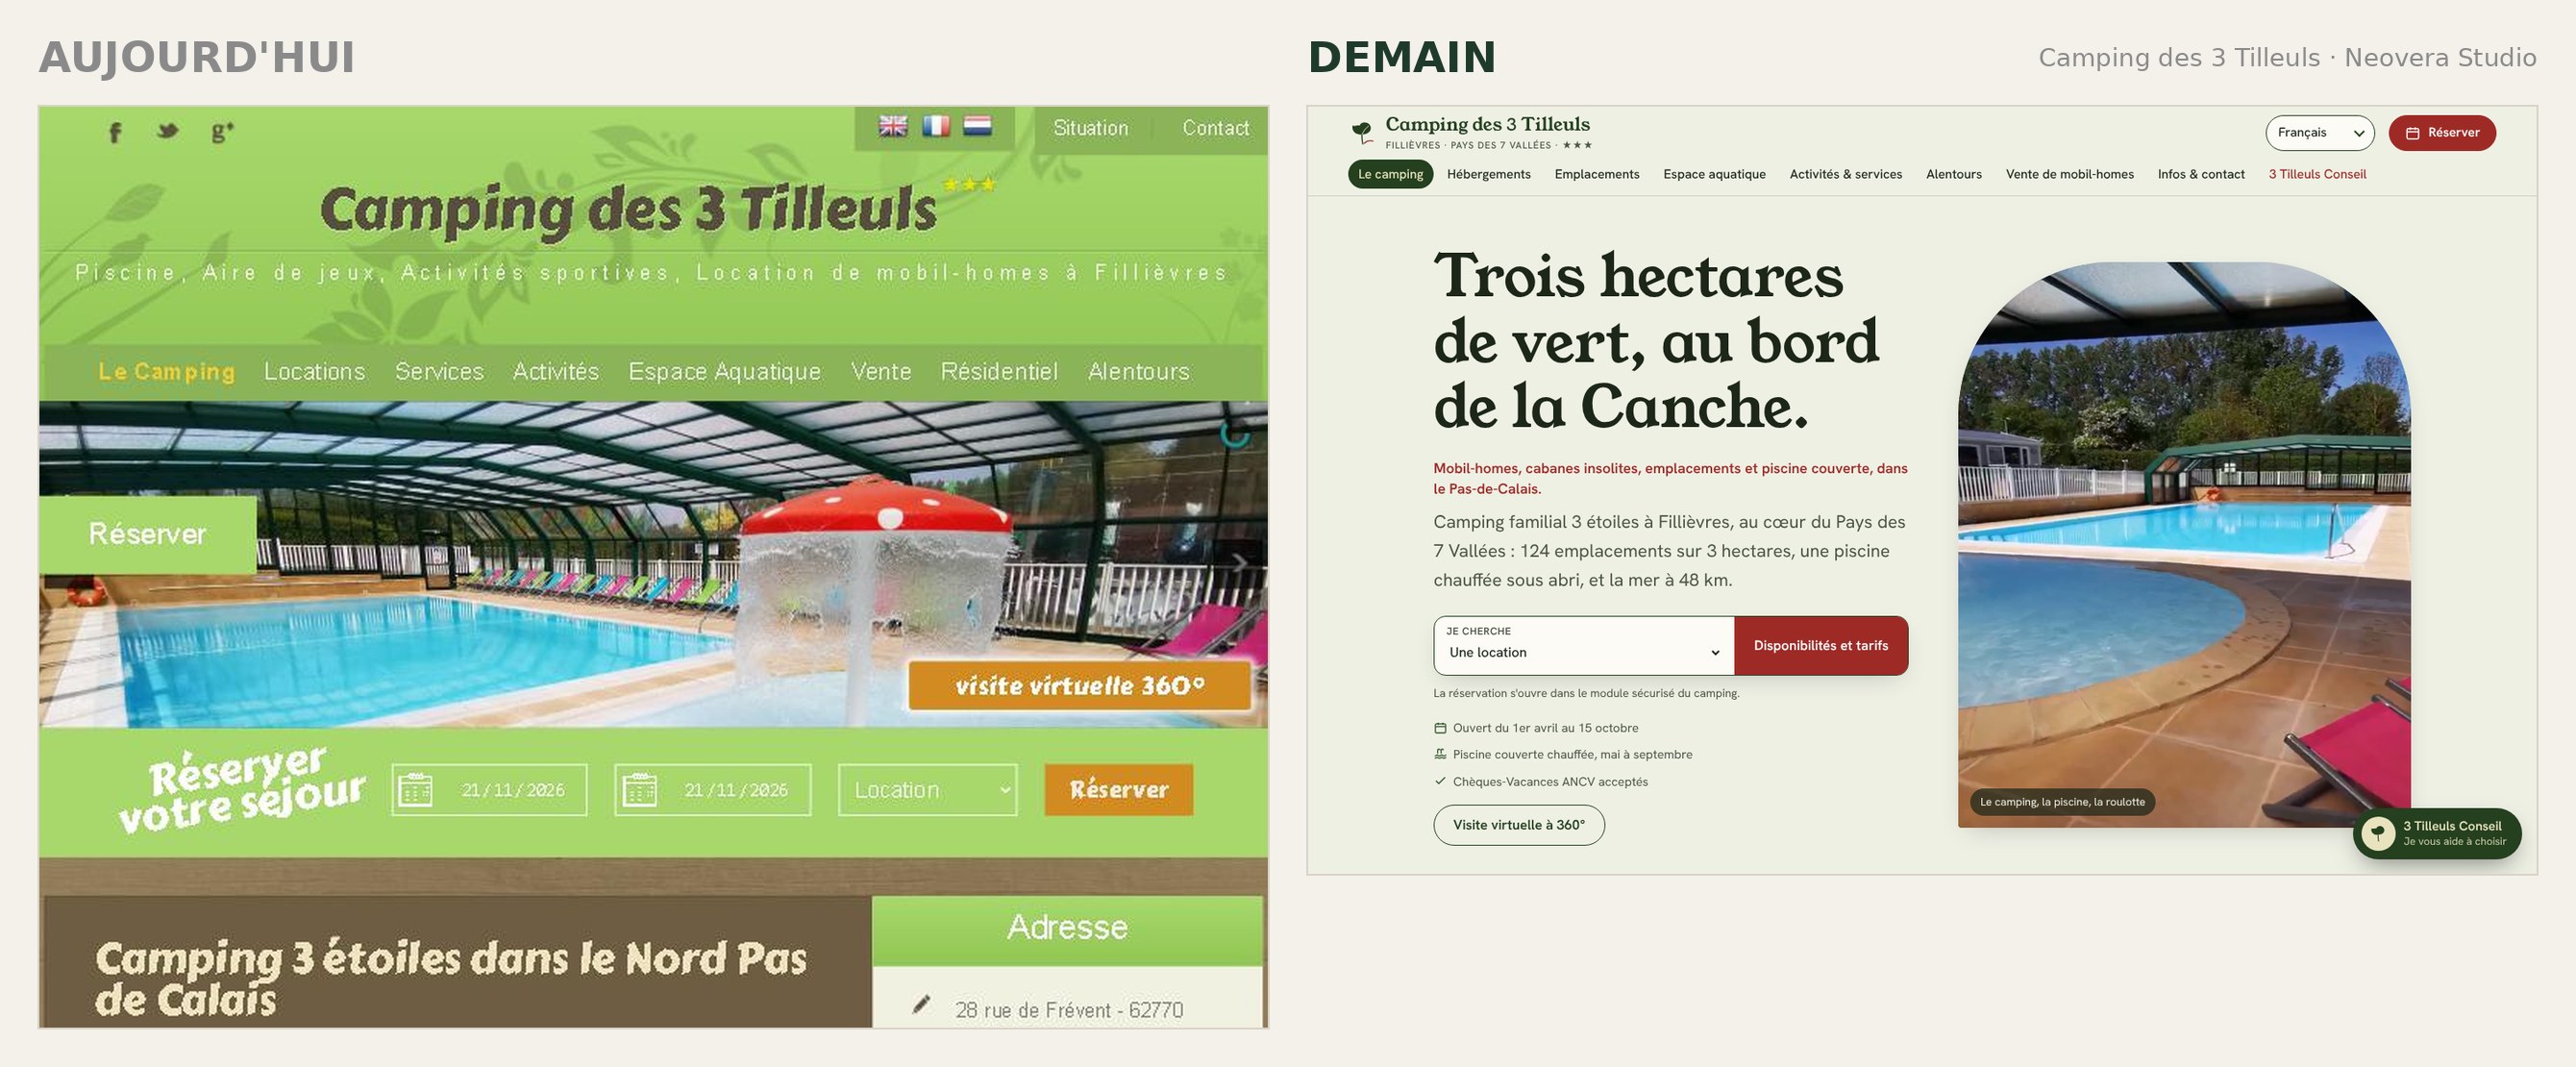 AUJOURD'HUI
DEMAIN
Camping des 3 Tilleuls · Neovera Studio
f
g+
Situation
Contact
Camping des 3 Tilleuls ★★★
Piscine, Aire de jeux, Activités sportives, Location de mobil-homes à Fillièvres
Le Camping Locations Services Activités Espace Aquatique Vente Résidentiel Alentours
Réserver
visite virtuelle 360°
Réserver
votre séjour
21/11/2026
21/11/2026
Location
Réserver
Camping 3 étoiles dans le Nord Pas
de Calais
Adresse
28 rue de Frévent - 62770
Camping des 3 Tilleuls
FILLIÈVRES · PAYS DES 7 VALLÉES · ★★★
Français
Réserver
Le camping Hébergements Emplacements Espace aquatique Activités & services Alentours Vente de mobil-homes Infos & contact 3 Tilleuls Conseil
Trois hectares
de vert, au bord
de la Canche.
Mobil-homes, cabanes insolites, emplacements et piscine couverte, dans
le Pas-de-Calais.
Camping familial 3 étoiles à Fillièvres, au cœur du Pays des
7 Vallées : 124 emplacements sur 3 hectares, une piscine
chauffée sous abri, et la mer à 48 km.
JE CHERCHE
Une location
Disponibilités et tarifs
La réservation s'ouvre dans le module sécurisé du camping.
Ouvert du 1er avril au 15 octobre
Piscine couverte chauffée, mai à septembre
Chèques-Vacances ANCV acceptés
Visite virtuelle à 360°
Le camping, la piscine, la roulotte
3 Tilleuls Conseil
Je vous aide à choisir